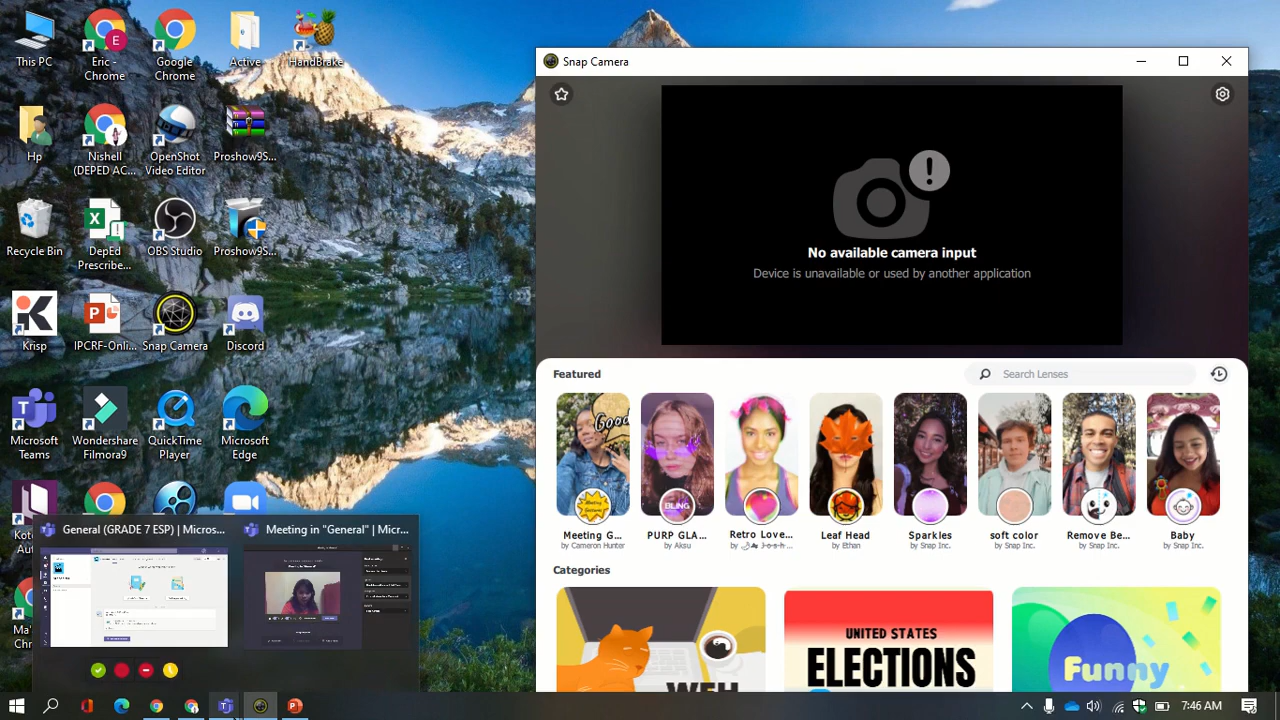 This PC
Eric -
Chrome
Google
Chrome
Active
HandBrake
Hp
Nishell
(DEPED AC...
OpenShot
Video Editor
Proshow9S...
Recycle Bin
DepEd
Prescribe...
OBS Studio
Proshow9S...
Krisp
IPCRF-Onli...
Snap Camera
Discord
Microsoft
Teams
Wondershare
Filmora9
QuickTime
Player
Microsoft
Edge
General (GRADE 7 ESP) | Micros...
Meeting in "General" | Micr...
Snap Camera
No available camera input
Device is unavailable or used by another application
Featured
Search Lenses
Good
BLING
Meeting G...
by Cameron Hunter
PURP GLA...
by Aksu
Retro Love...
Leaf Head
by Ethan
Sparkles
by Snap Inc.
soft color
by Snap Inc.
Remove Be...
by Snap Inc.
Baby
by Snap Inc.
Categories
UNITED STATES
ELECTIONS
Funny
7:46 AM